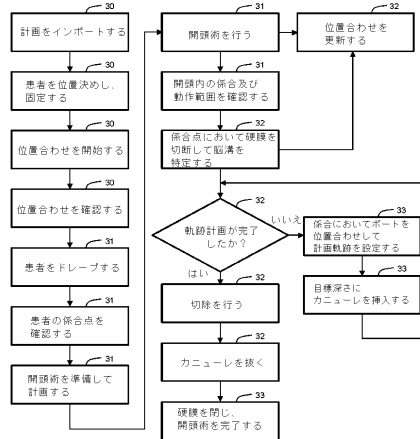 30
計画をインポートする
30
患者を位置決めし、
固定する
30
位置合わせを開始する
30
位置合わせを確認する
31
患者をドレープする
31
患者の係合点を
確認する
31
開頭術を準備して
計画する
31
開頭術を行う
31
開頭内の係合及び
動作範囲を確認する
32
係合点において硬膜を
切断して脳溝を
特定する
32
位置合わせを
更新する
32
軌跡計画が完了
したか？
いいえ
はい
33
係合においてポートを
位置合わせして
計画軌跡を設定する
33
目標深さに
カニューレを挿入する
32
切除を行う
32
カニューレを抜く
33
硬膜を閉じ、
開頭術を完了する